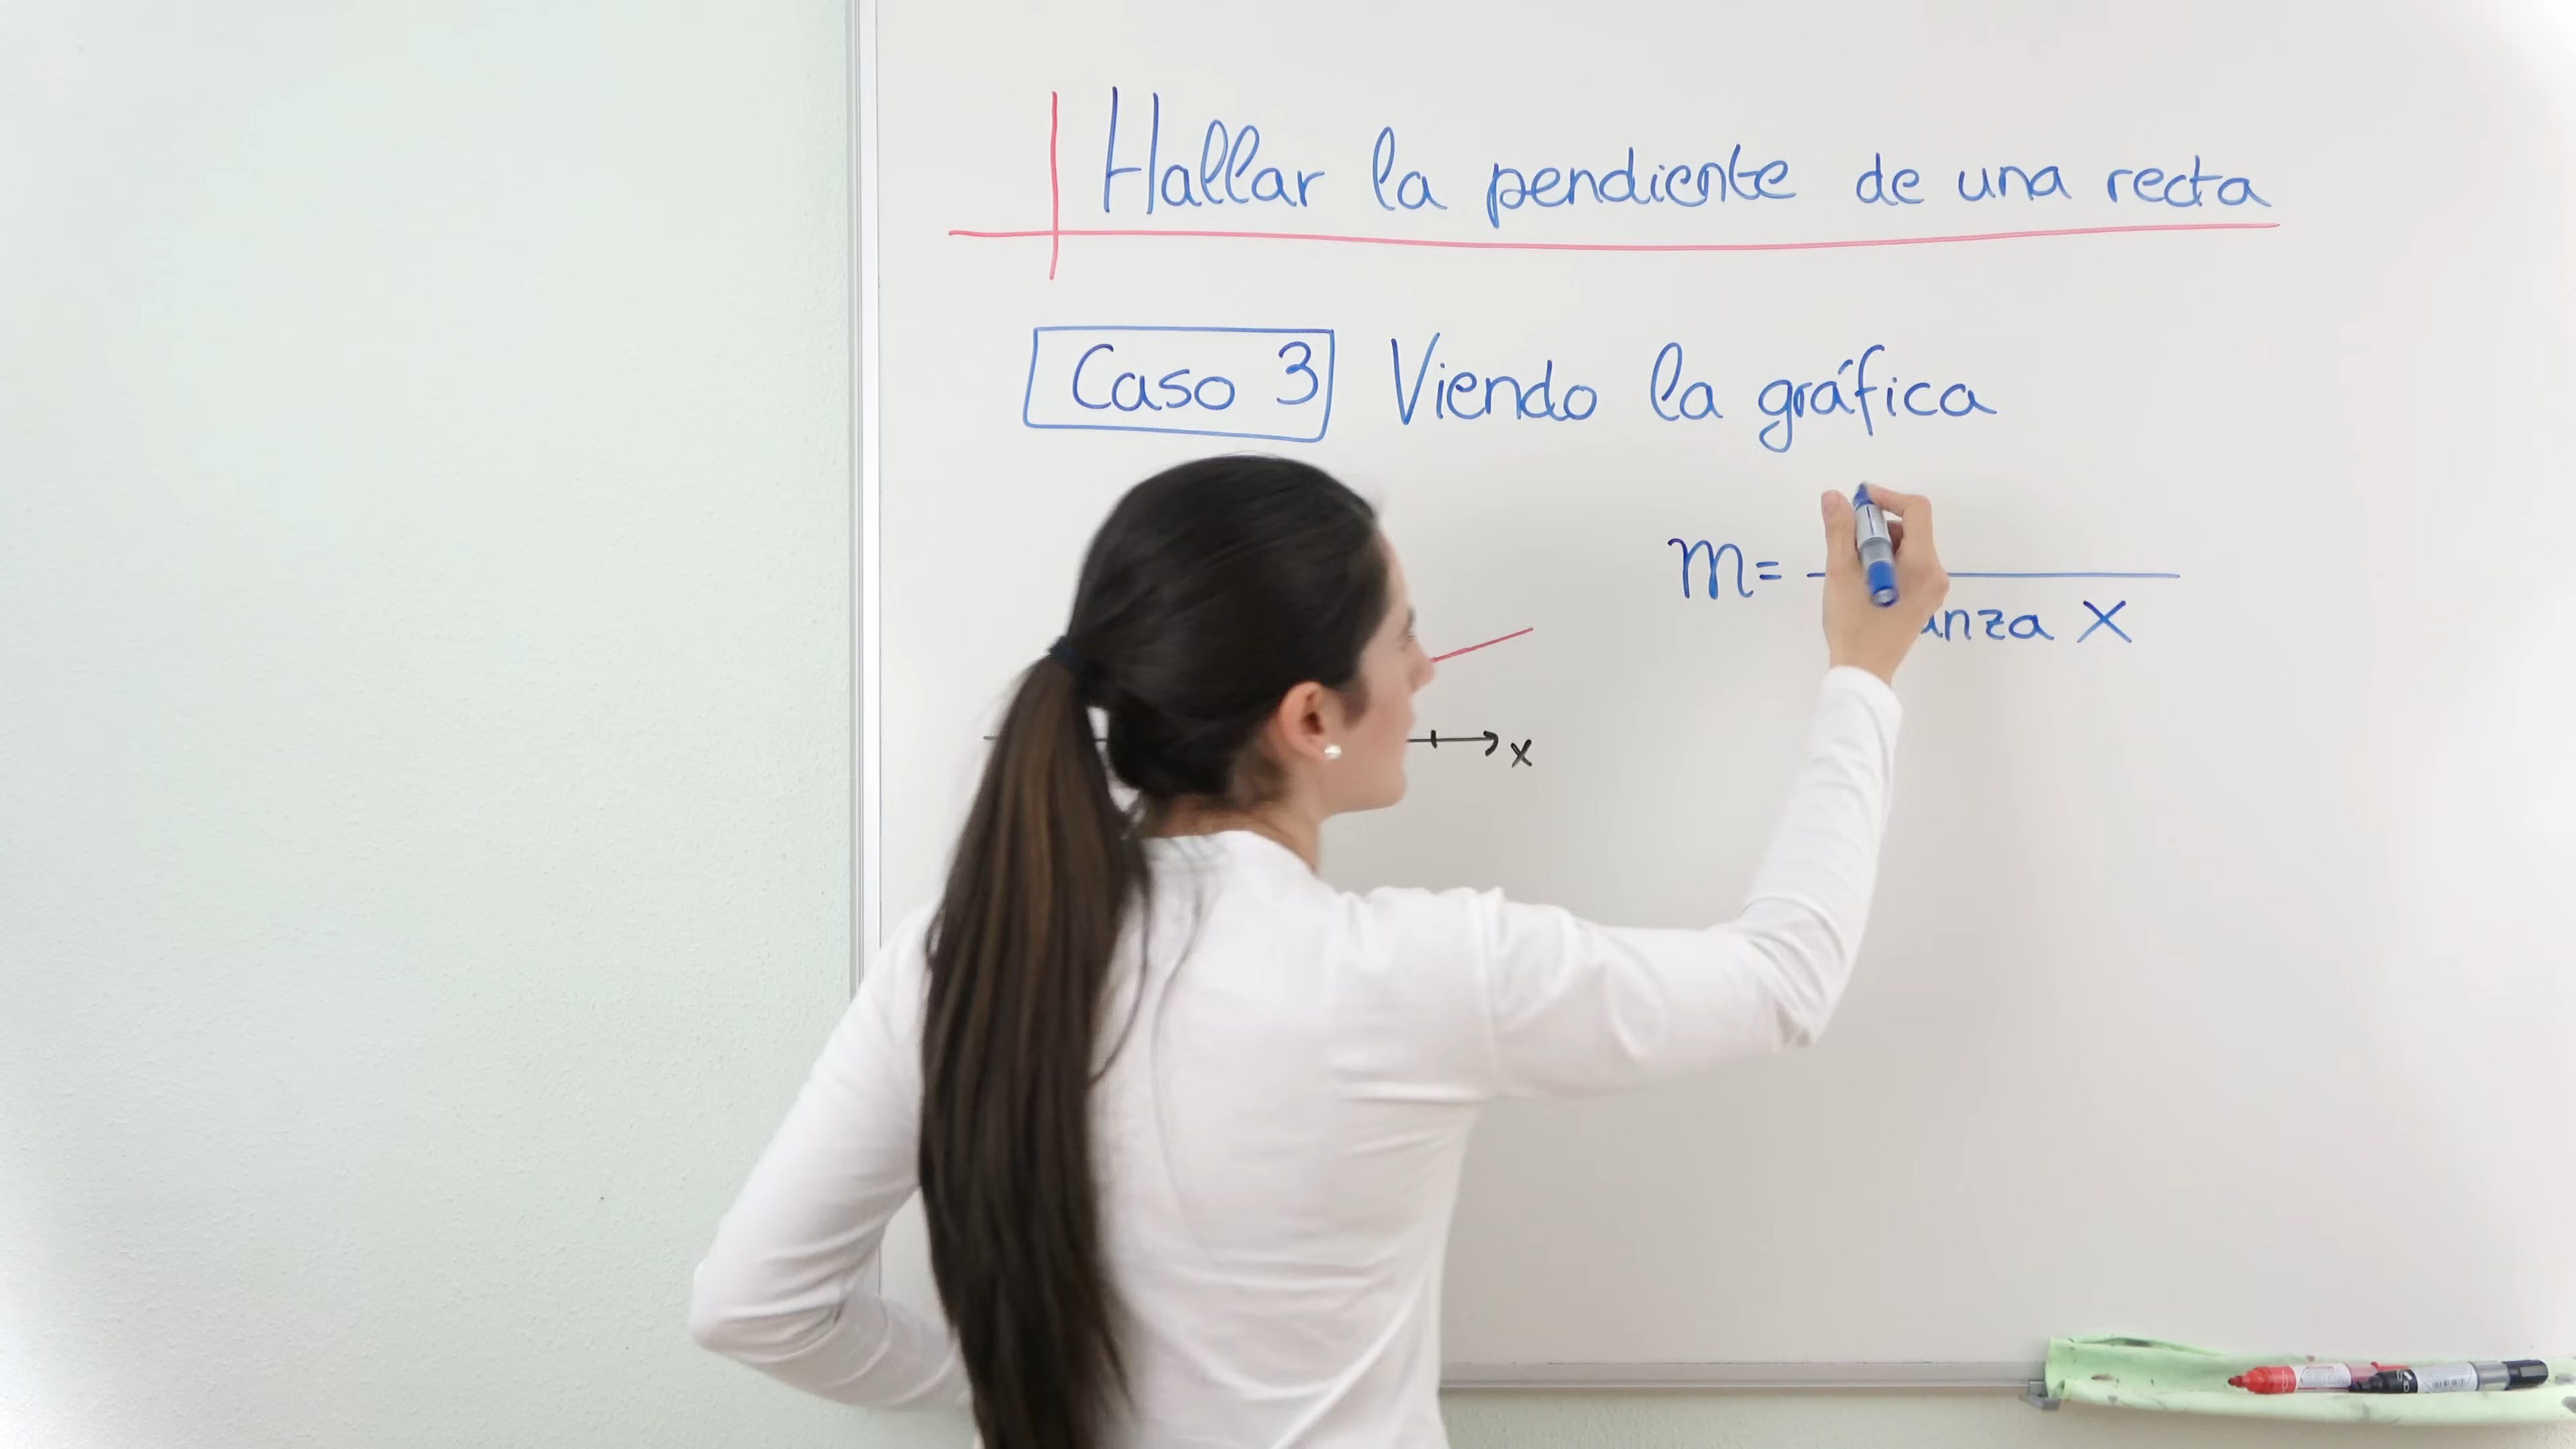 Hallar la pendiente de una recta
Caso 3 Viendo la gráfica
m=
X
x